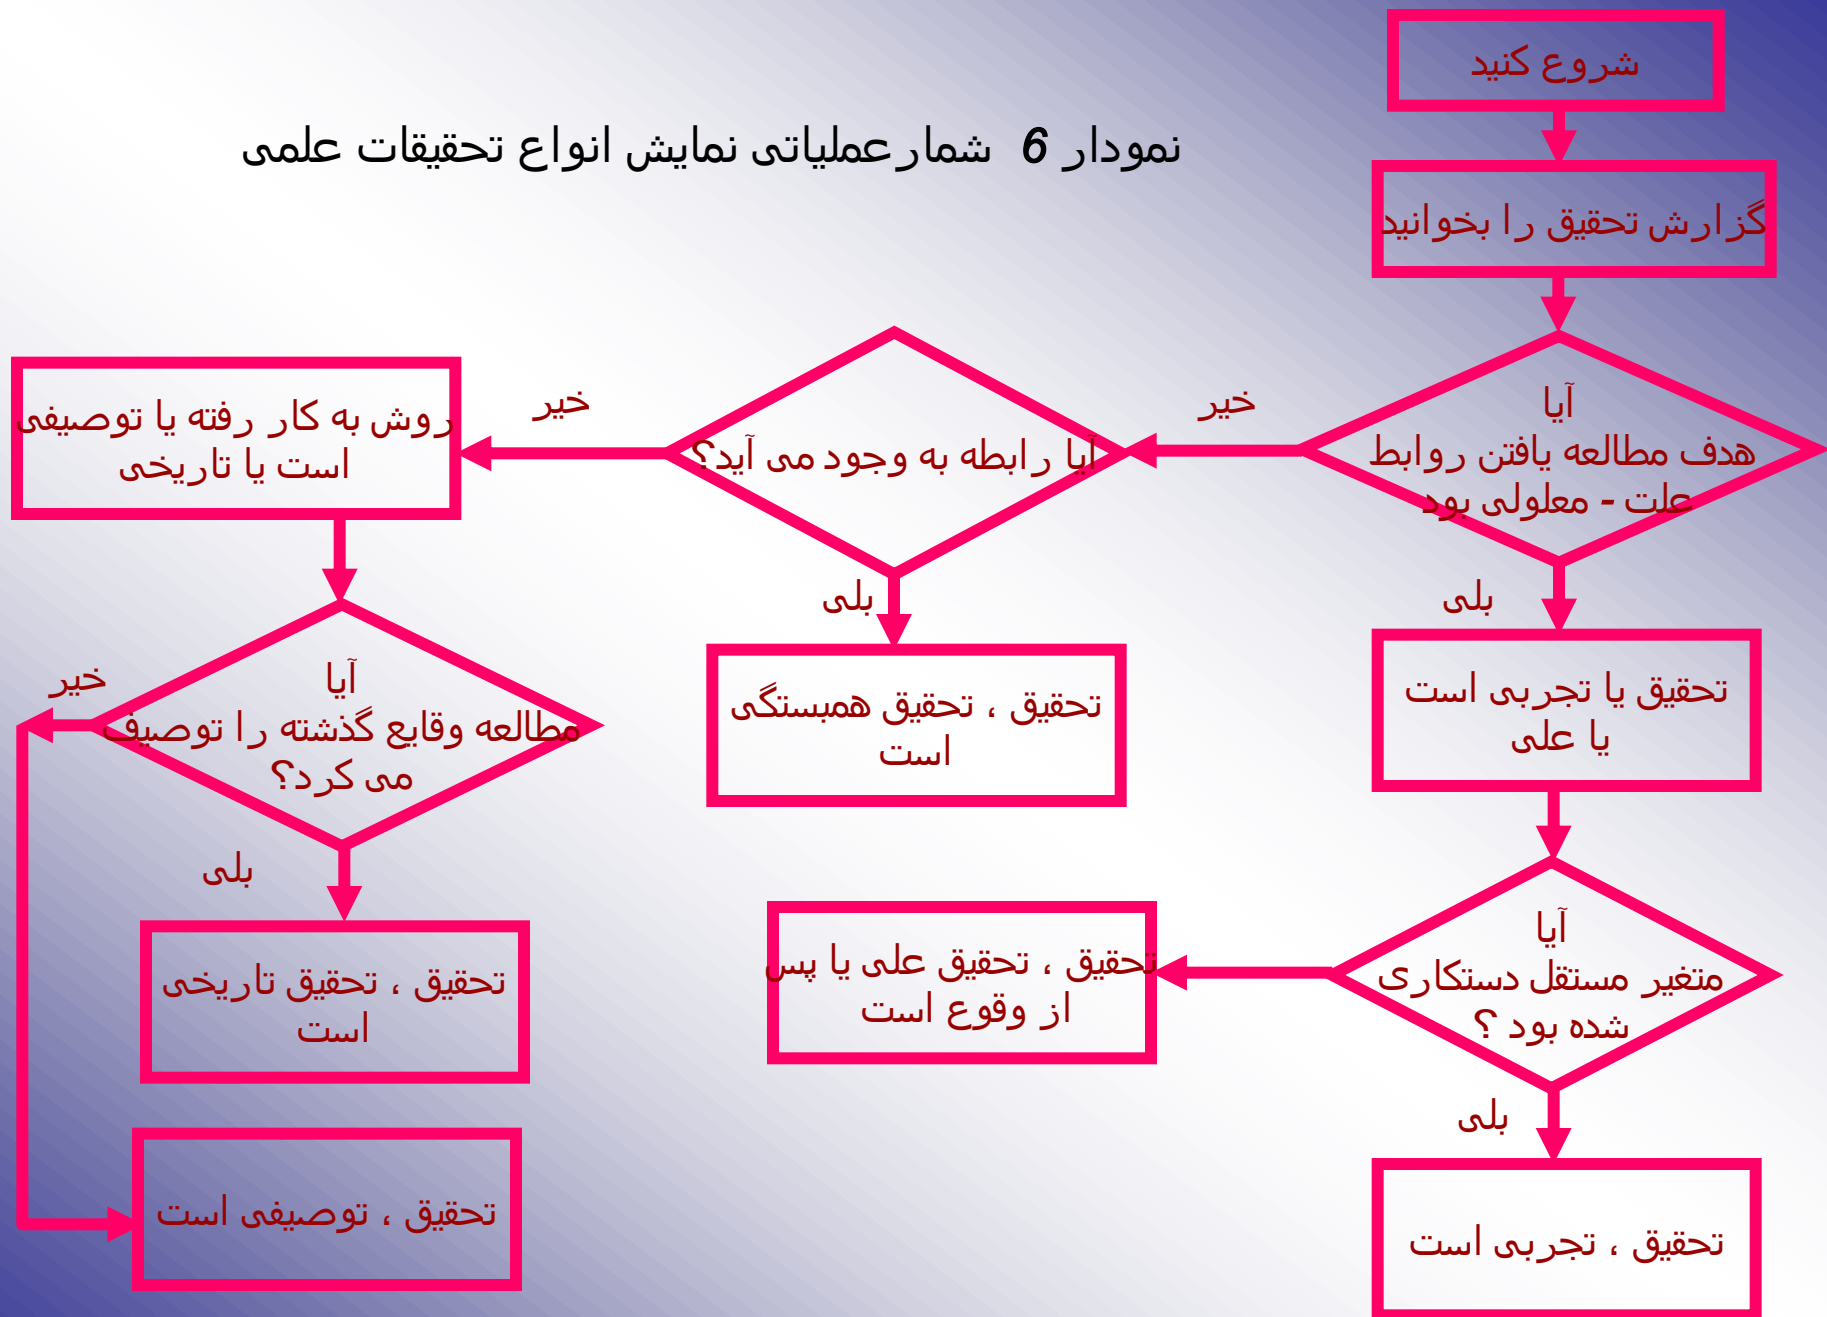 شروع کنید
نمودار 6 شمارعملیاتی نمایش انواع تحقیقات علمی
گزارش تحقیق را بخوانید
آیا
هدف مطالعه یافتن روابط
علت - معلولی بود
خیر
آیا رابطه به وجود می آید؟
خیر
روش به کار رفته یا توصیفی
است یا تاریخی
بلی
تحقیق یا تجربی است
یا علی
بلی
تحقیق ، تحقیق همبستگی
است
آیا
مطالعه وقایع گذشته را توصیف
می کرد؟
خیر
بلی
آیا
متغیر مستقل دستکاری
شده بود ؟
تحقیق ، تحقیق علی یا پس
از وقوع است
تحقیق ، تحقیق تاریخی
است
بلی
تحقیق ، تجربی است
تحقیق ، توصیفی است